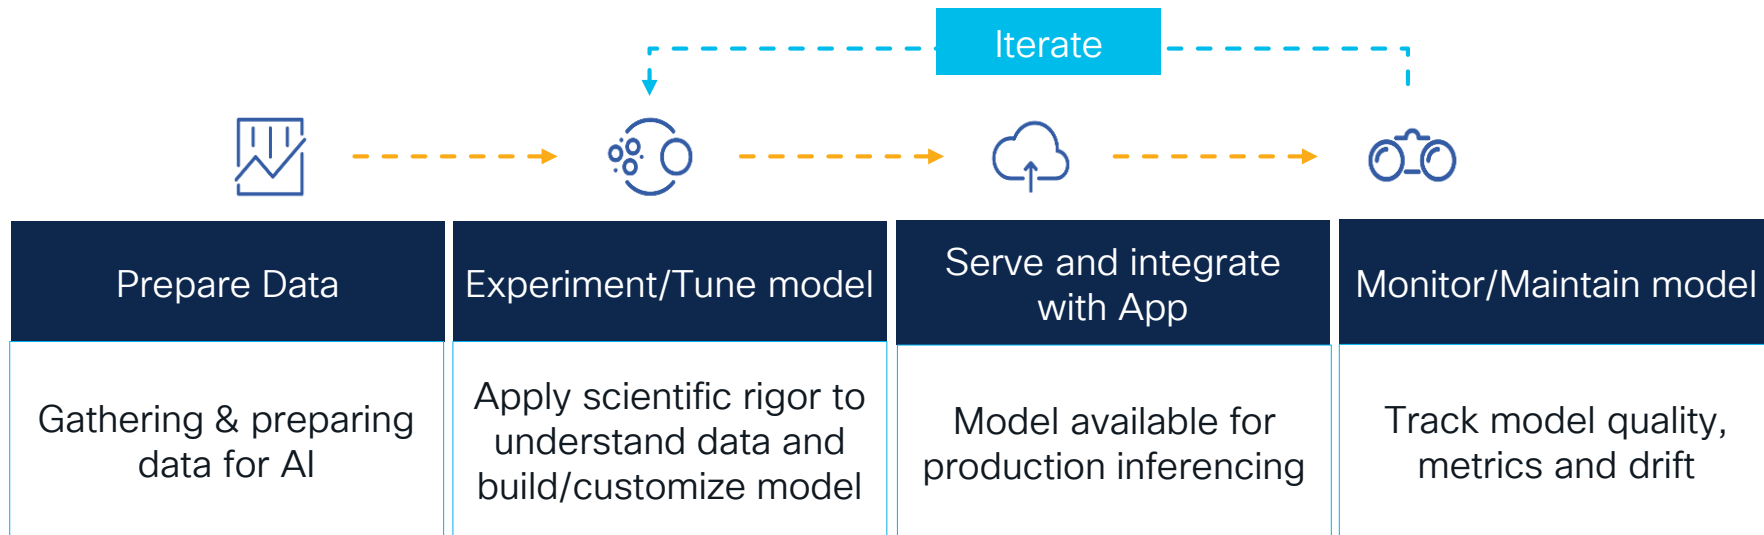 Iterate
Prepare Data
Experiment/Tune model
Serve and integrate
with App
Monitor/Maintain model
Gathering & preparing
data for AI
Apply scientific rigor to
understand data and
build/customize model
Model available for
production inferencing
Track model quality,
metrics and drift